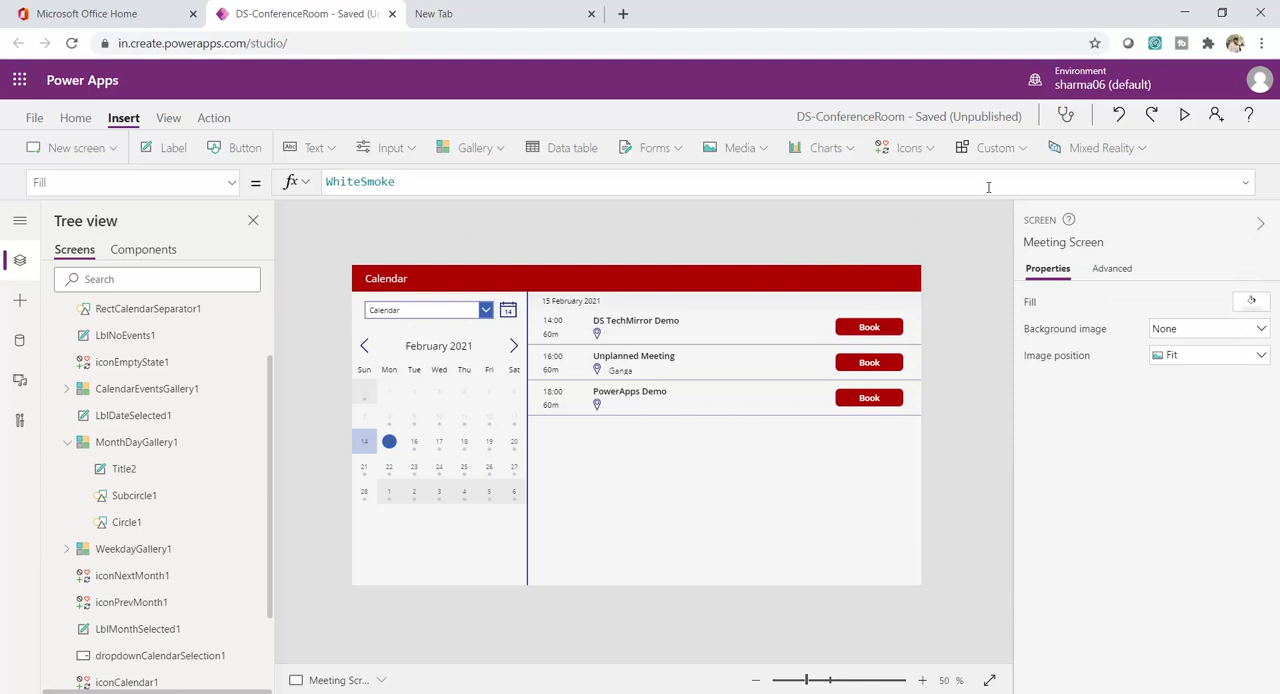 Microsoft Office Home
DS-ConferenceRoom - Saved (U
New Tab
in.create.powerapps.com/studio/
Power Apps
Environment
sharma06 (default)
File Home Insert View Action
DS-ConferenceRoom - Saved (Unpublished)
New screen Label Button Text Input Gallery Data table Forms Media Charts Icons Custom Mixed Reality
Fill = fx WhiteSmoke
Tree view
Screens Components
Search
RectCalendarSeparator1
LblNoEvents1
iconEmptyState1
CalendarEventsGallery1
LblDateSelected1
MonthDayGallery1
Title2
Subcircle1
Circle1
WeekdayGallery1
iconNextMonth1
iconPrevMonth1
LblMonthSelected1
dropdownCalendarSelection1
iconCalendar1
Calendar
Calendar 14
February 2021
Sun Mon Tue Wed Thu Fri Sat
14 16 17 18 19 20
21 22 23 24 25 26 27
28 1 2 3 4 5 6
15 February 2021
14:00 DS TechMirror Demo
60m
Book
16:00 Unplanned Meeting
60m Ganga
Book
18:00 PowerApps Demo
60m
Book
SCREEN
Meeting Screen
Properties Advanced
Fill
Background image None
Image position Fit
Meeting Scr...
50 %